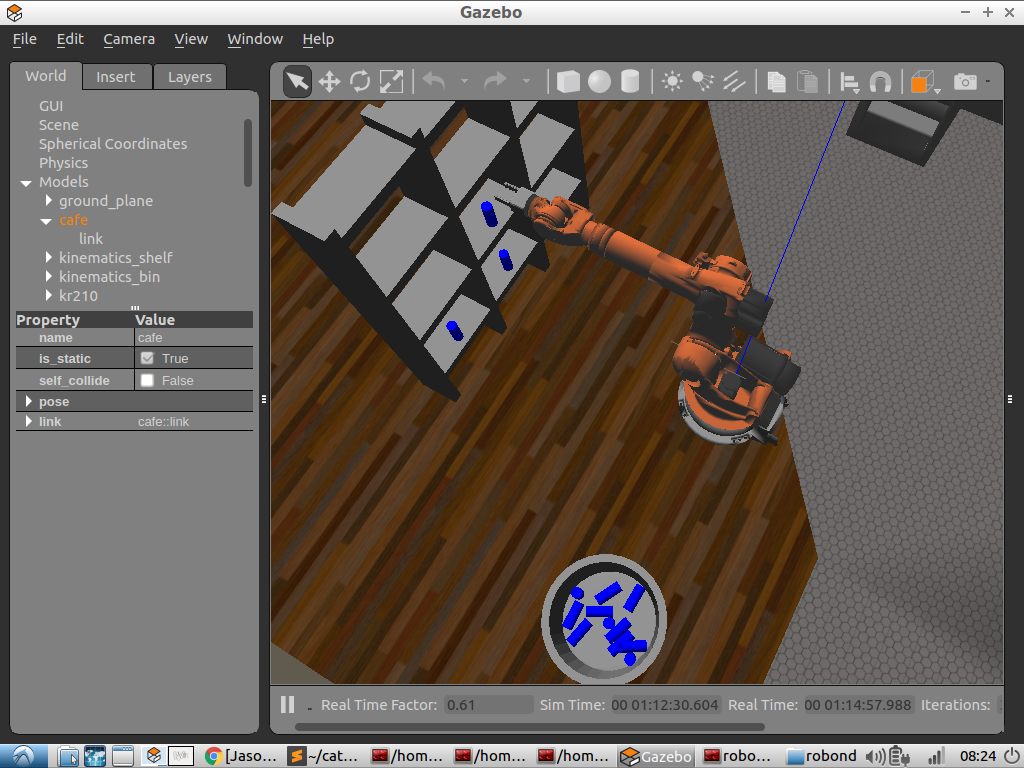 Gazebo
File Edit Camera View Window Help
World Insert Layers
GUI
Scene
Spherical Coordinates
Physics
Models
ground_plane
cafe
link
kinematics_shelf
kinematics_bin
kr210
Property Value
name cafe
is_static True
self_collide False
pose
link cafe::link
Real Time Factor: 0.61 Sim Time: 00 01:12:30.604 Real Time: 00 01:14:57.988 Iterations:
[Jaso... ~/cat... /hom... /hom... /hom... Gazebo robo... robond 08:24